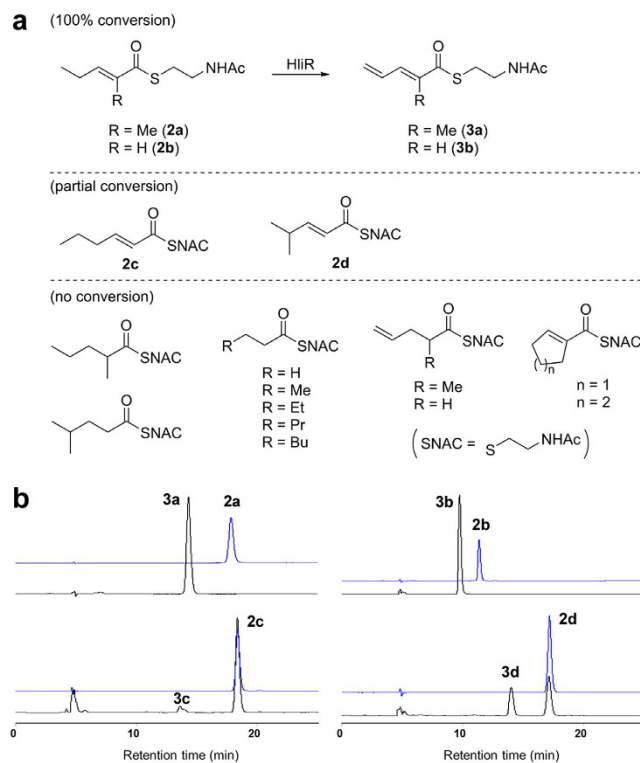 a
(100% conversion)
O
S
NHAc
R
HliR
O
S
NHAc
R
R = Me (2a)
R = H (2b)
R = Me (3a)
R = H (3b)
(partial conversion)
O
SNAC
2c
O
SNAC
2d
(no conversion)
O
SNAC
O
SNAC
O
R
SNAC
R = H
R = Me
R = Et
R = Pr
R = Bu
O
SNAC
R
R = Me
R = H
O
SNAC
( )n
n = 1
n = 2
( SNAC = S NHAc )
b
3a
2a
3b
2b
2c
3c
2d
3d
0 10 20
Retention time (min)
0 10 20
Retention time (min)